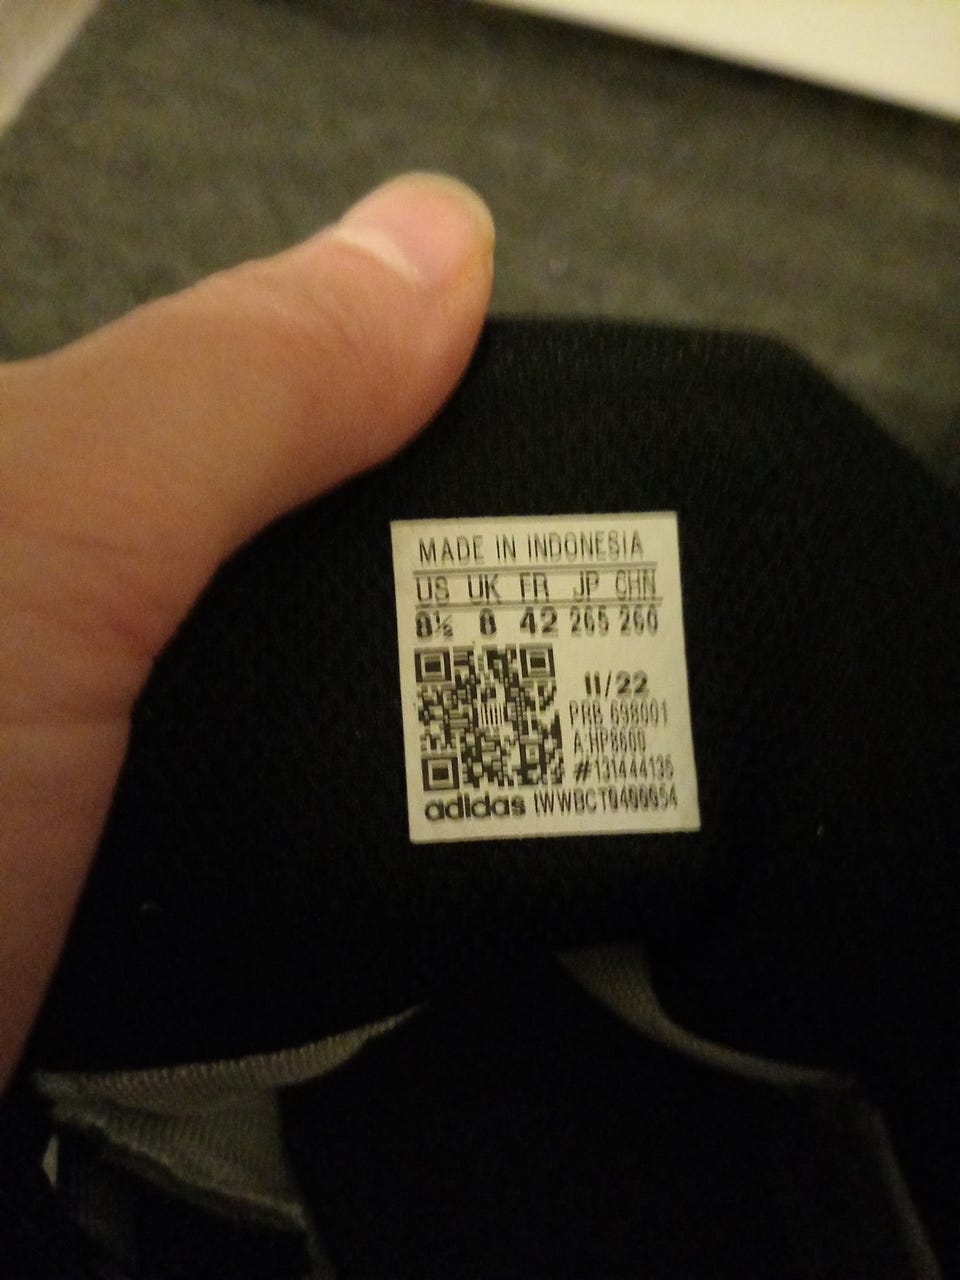 MADE IN INDONESIA
US UK FR JP CHN
8½ 8 42 265 260
11/22
PRB 698001
A:HP8600
#131444135
adidas IWWBCT0400054